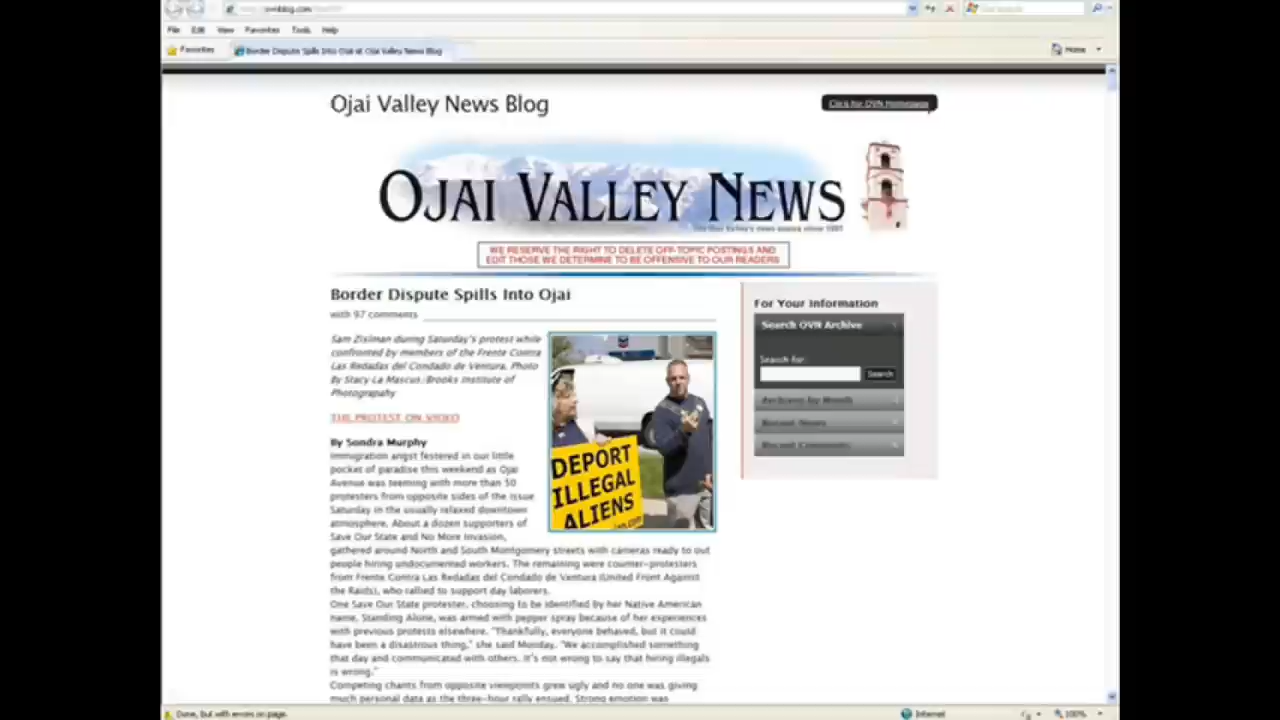 ovnblog.com
File Edit View Favorites Tools Help
Favorites
Border Dispute Spills Into Ojai at Ojai Valley News Blog
Home
Ojai Valley News Blog
Click for OVN Homepage
OJAI VALLEY NEWS
WE RESERVE THE RIGHT TO DELETE OFF-TOPIC POSTINGS AND
EDIT THOSE WE DETERMINE TO BE OFFENSIVE TO OUR READERS
Border Dispute Spills Into Ojai
with 97 comments
Sam Zislman during Saturday's protest while
confronted by members of the Frente Contra
Las Redadas del Condado de Ventura. Photo
By Stacy La Mascus/Brooks Institute of
Photograpahy
THE PROTEST ON VIDEO
By Sondra Murphy
Immigration angst festered in our little
pocket of paradise this weekend as Ojai
Avenue was teeming with more than 50
protesters from opposite sides of the issue
Saturday in the usually relaxed downtown
atmosphere. About a dozen supporters of
Save Our State and No More Invasion,
gathered around North and South Montgomery streets with cameras ready to out
people hiring undocumented workers. The remaining were counter-protesters
from Frente Contra Las Redadas del Condado de Ventura (United Front Against
the Raids), who rallied to support day laborers.
One Save Our State protester, choosing to be identified by her Native American
name, Standing Alone, was armed with pepper spray because of her experiences
with previous protests elsewhere. "Thankfully, everyone behaved, but it could
have been a disastrous thing," she said Monday. "We accomplished something
that day and communicated with others. It's not wrong to say that hiring illegals
is wrong."
Competing chants from opposite viewpoints grew ugly and no one was giving
much personal data as the three-hour rally ensued. Strong emotion was
DEPORT
ILLEGAL
ALIENS
For Your Information
Search OVN Archive
Search for:
Search
Archives by Month
Recent News
Recent Comments
Done, but with errors on page.
Internet
100%